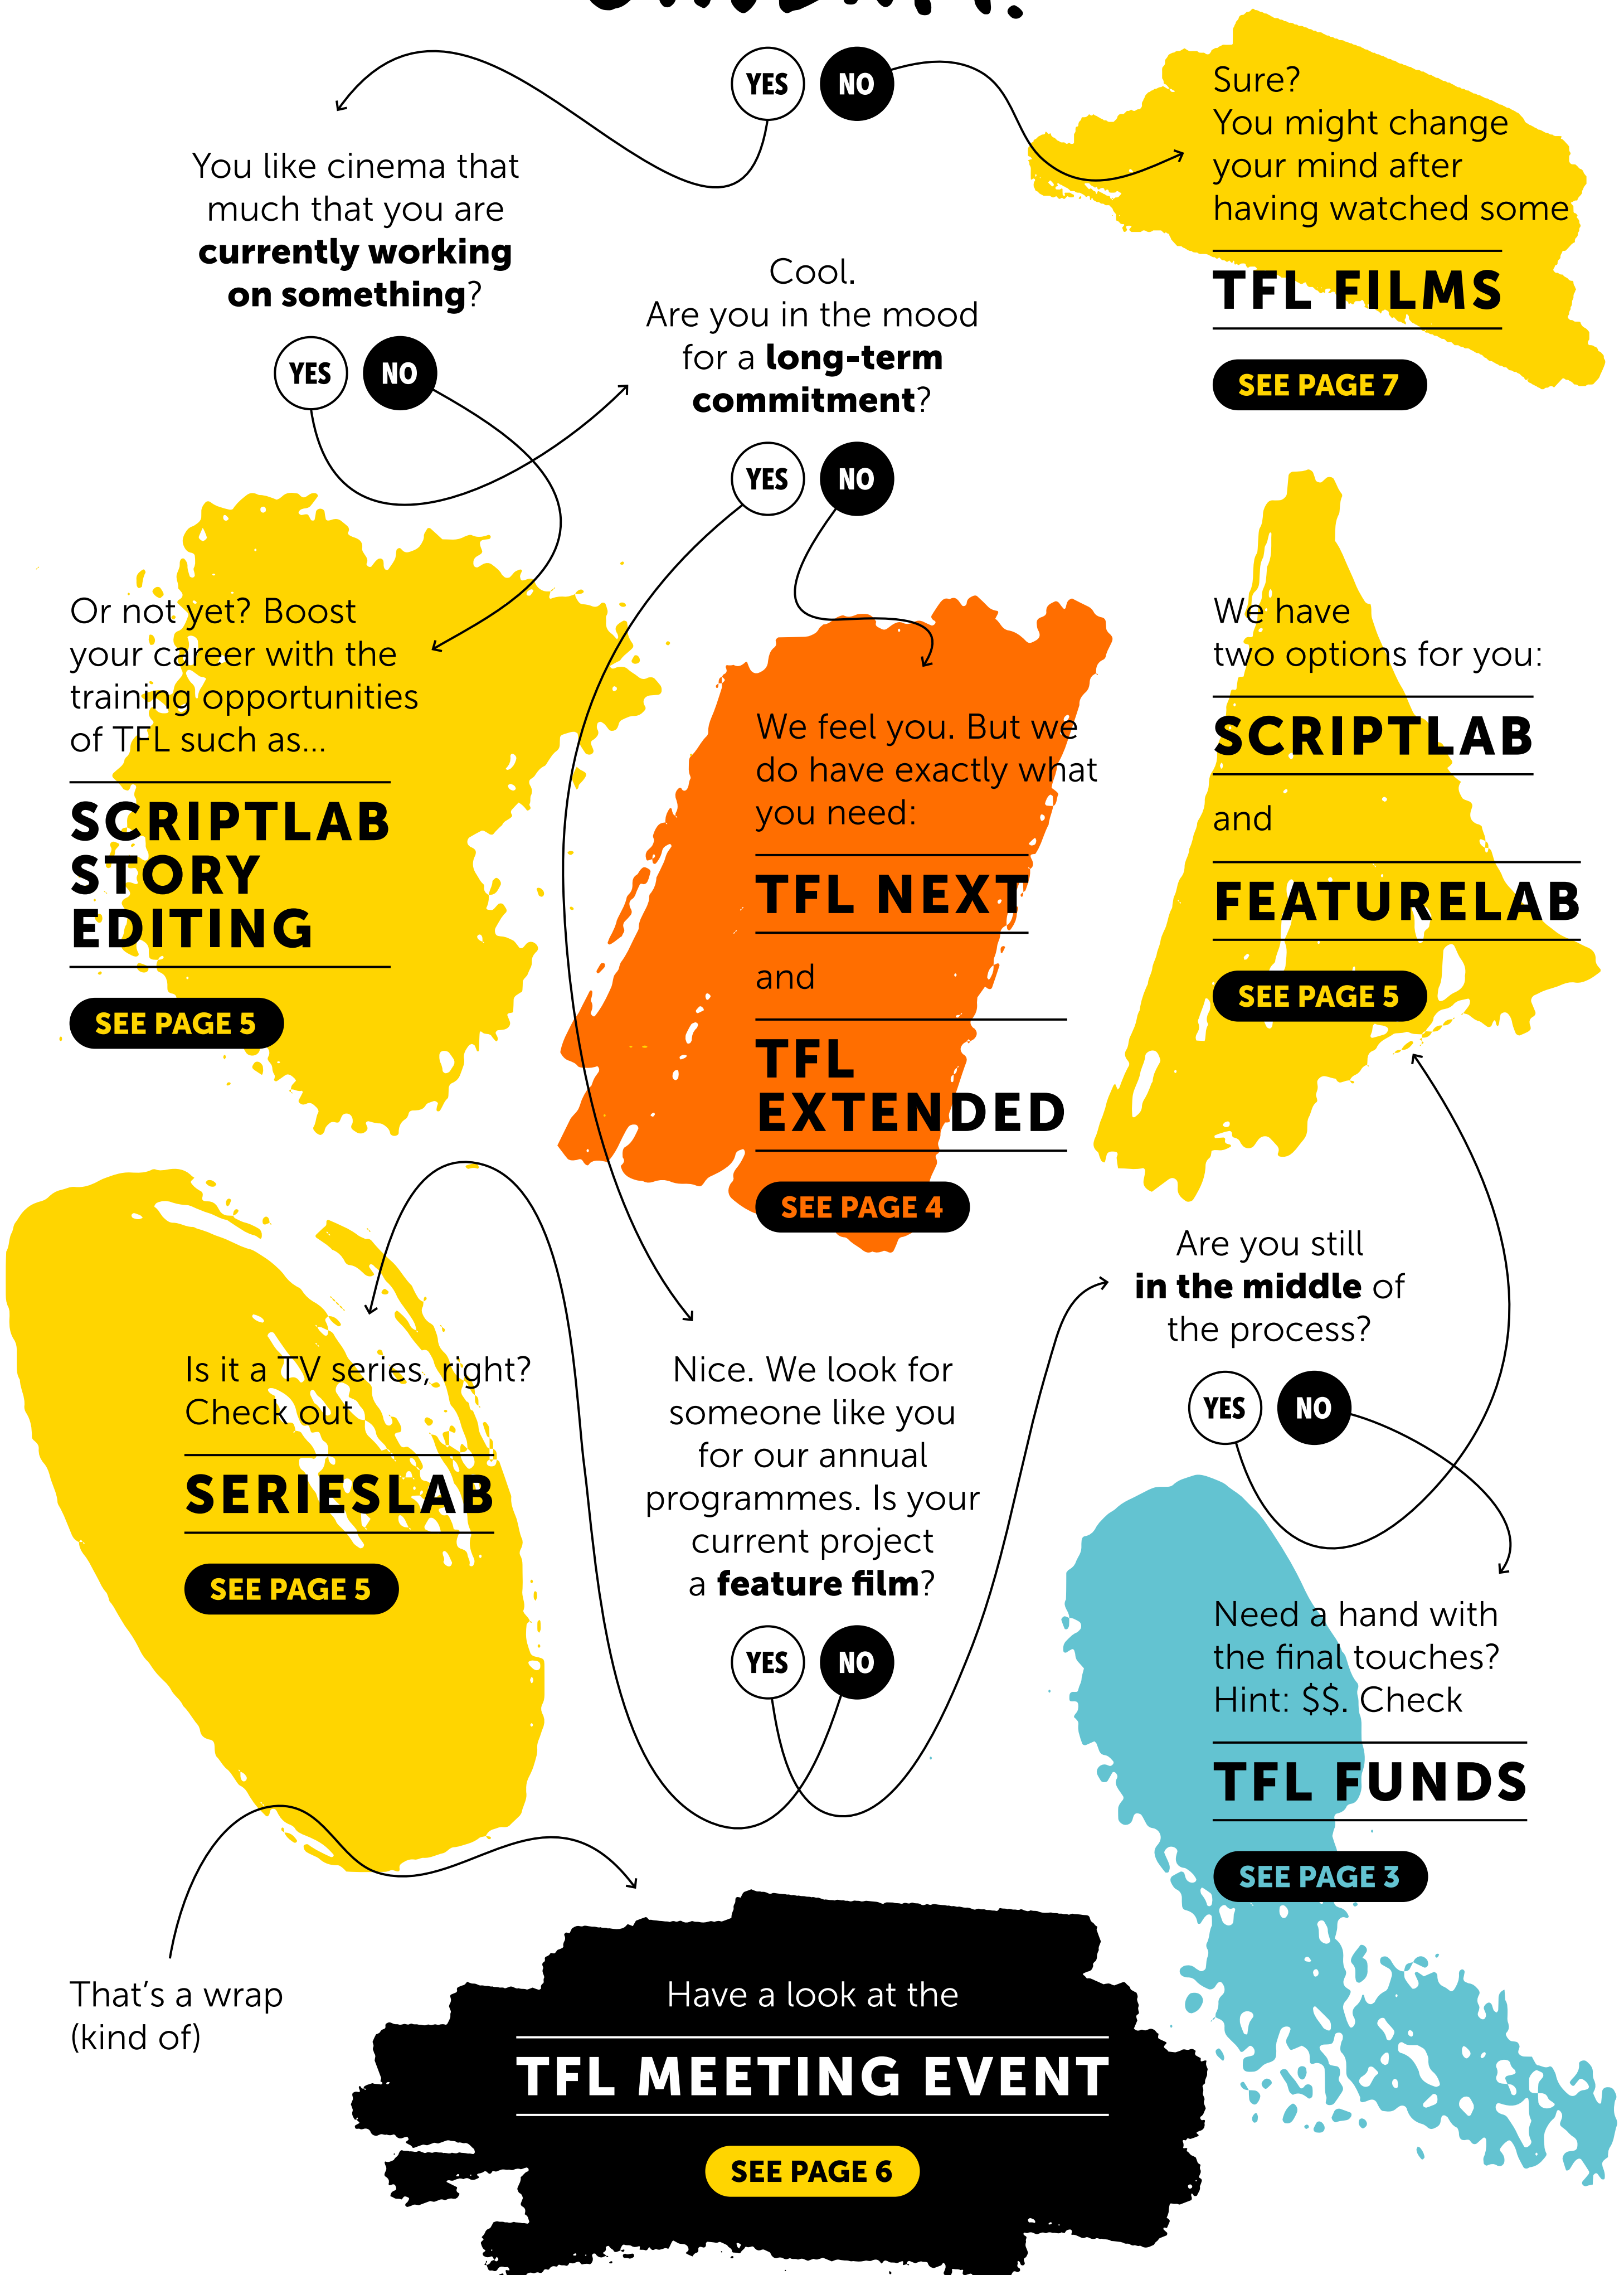 YES NO
Sure?
You might change
your mind after
having watched some
TFL FILMS
SEE PAGE 7
You like cinema that
much that you are
currently working
on something?
YES NO
Cool.
Are you in the mood
for a long-term
commitment?
YES NO
Or not yet? Boost
your career with the
training opportunities
of TFL such as...
SCRIPTLAB
STORY
EDITING
SEE PAGE 5
We feel you. But we
do have exactly what
you need:
TFL NEXT
and
TFL
EXTENDED
SEE PAGE 4
We have
two options for you:
SCRIPTLAB
and
FEATURELAB
SEE PAGE 5
Are you still
in the middle of
the process?
YES NO
Is it a TV series, right?
Check out
SERIESLAB
SEE PAGE 5
Nice. We look for
someone like you
for our annual
programmes. Is your
current project
a feature film?
YES NO
Need a hand with
the final touches?
Hint: $$. Check
TFL FUNDS
SEE PAGE 3
That's a wrap
(kind of)
Have a look at the
TFL MEETING EVENT
SEE PAGE 6